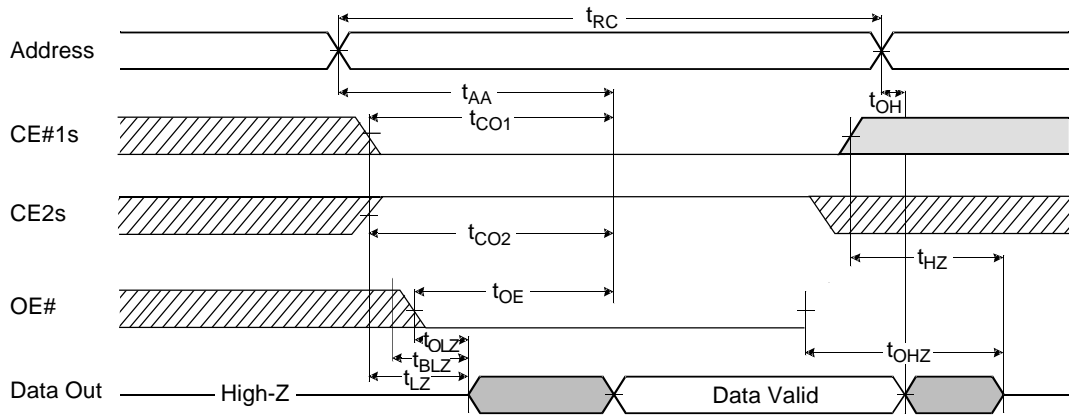 tRC
Address
tAA
tOH
tCO1
CE#1s
CE2s
tCO2
tHZ
tOE
OE#
tOLZ
tOHZ
tBLZ
tLZ
Data Out
High-Z
Data Valid